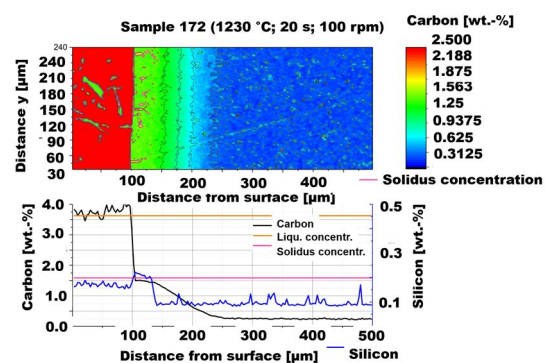 Sample 172 (1230 °C; 20 s; 100 rpm)
Carbon [wt.-%]
2.500
2.188
1.875
1.563
1.25
0.9375
0.625
0.3125
Distance y [µm]
240
240
210
180
150
120
90
60
30
100 200 300 400
Distance from surface [µm]
Solidus concentration
Carbon [wt.-%]
4.0
3.0
2.0
1.0
0.0
Carbon
Liqu. concentr.
Solidus concentr.
0.5
0.3
0.1
Silicon [wt.-%]
0 100 200 300 400 500
Distance from surface [µm]
Silicon